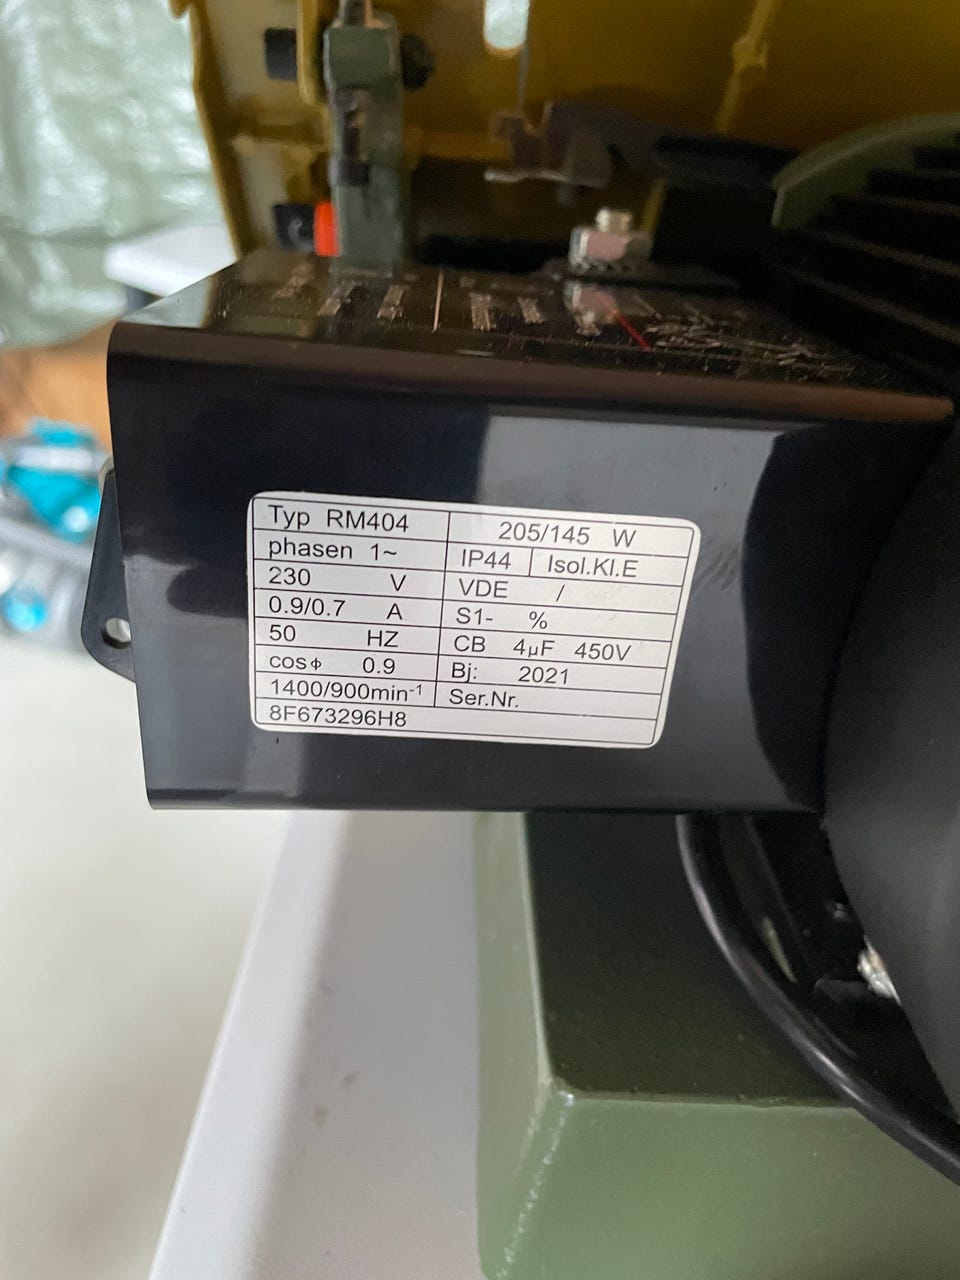 Typ RM404 205/145 W
phasen 1~ IP44 Isol.Kl.E
230 V VDE /
0.9/0.7 A S1- %
50 HZ CB 4µF 450V
cosϕ 0.9 Bj: 2021
1400/900min⁻¹ Ser.Nr.
8F673296H8